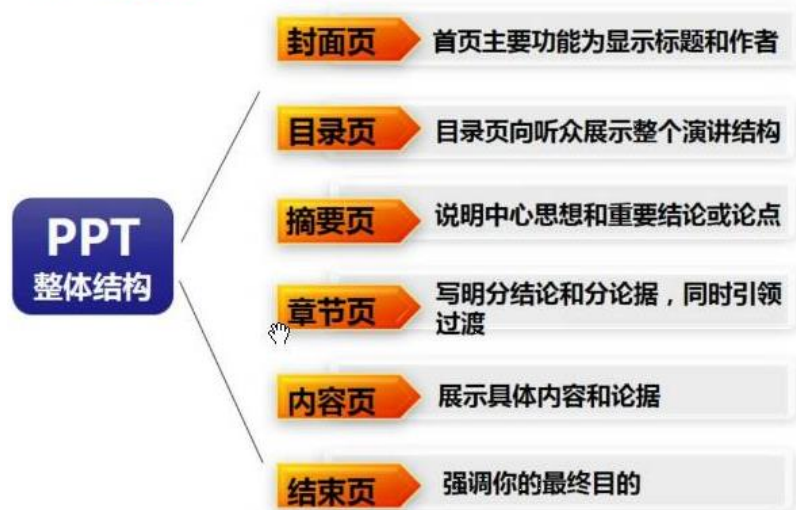 封面页
首页主要功能为显示标题和作者
目录页
目录页向听众展示整个演讲结构
PPT
整体结构
摘要页
说明中心思想和重要结论或论点
章节页
写明分结论和分论据，同时引领
过渡
内容页
展示具体内容和论据
结束页
强调你的最终目的